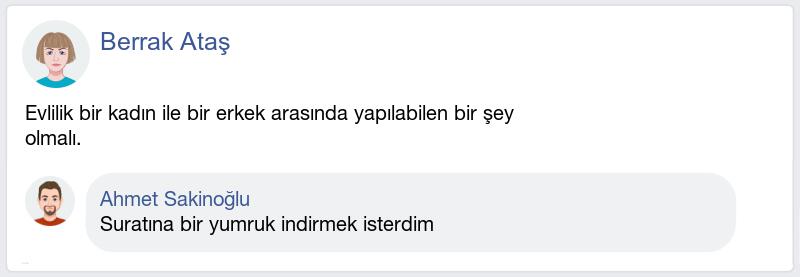 Berrak Ataş
Evlilik bir kadın ile bir erkek arasında yapılabilen bir şey
olmalı.
Ahmet Sakinoğlu
Suratına bir yumruk indirmek isterdim